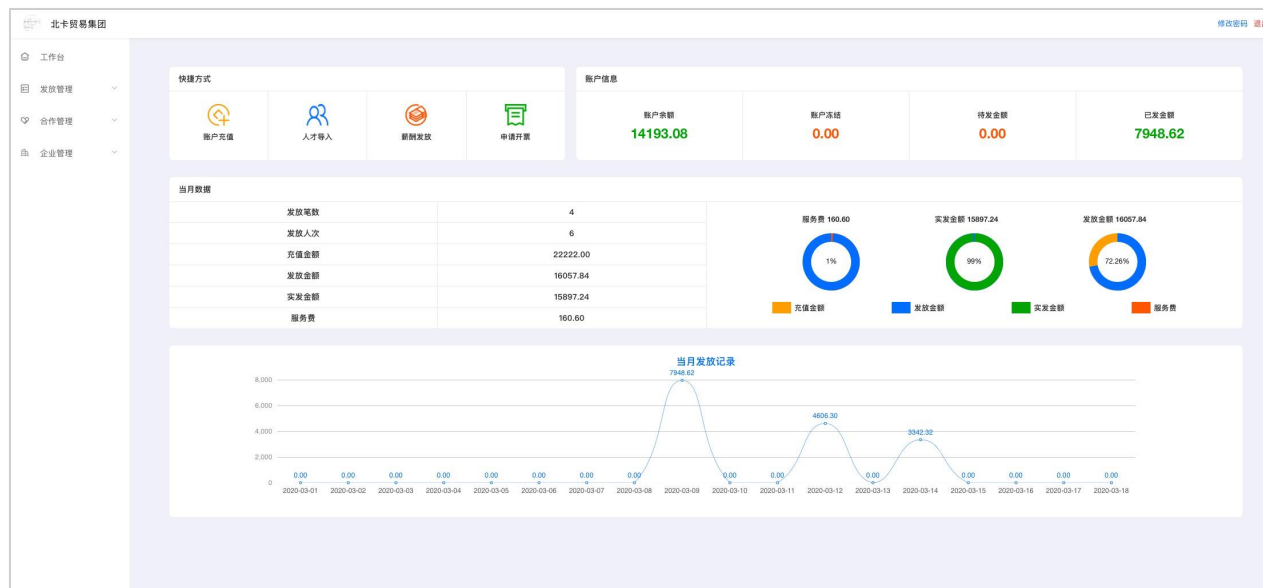 北卡贸易集团
修改密码
工作台
发放管理
合作管理
企业管理
快捷方式
账户充值 人才导入 薪酬发放 申请开票
账户信息
账户余额 账户冻结 待发金额 已发金额
14193.08 0.00 0.00 7948.62
当月数据
发放笔数 4
发放人次 6
充值金额 22222.00
发放金额 16057.84
实发金额 15897.24
服务费 160.60
服务费 160.60 实发金额 15897.24 发放金额 16057.84
1% 99% 72.26%
充值金额 发放金额 实发金额 服务费
当月发放记录
7948.62
8,000
6,000
4606.30
4,000
3342.32
2,000
0.00 0.00 0.00 0.00 0.00 0.00 0.00 0.00 0.00 0.00 0.00 0.00 0.00 0.00 0.00
0
2020-03-01 2020-03-02 2020-03-03 2020-03-04 2020-03-05 2020-03-06 2020-03-07 2020-03-08 2020-03-09 2020-03-10 2020-03-11 2020-03-12 2020-03-13 2020-03-14 2020-03-15 2020-03-16 2020-03-17 2020-03-18